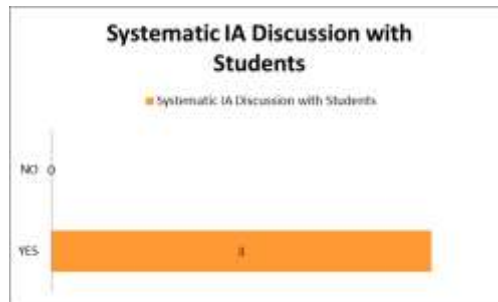 Systematic IA Discussion with
Students
Systematic IA Discussion with Students
NO 0
YES